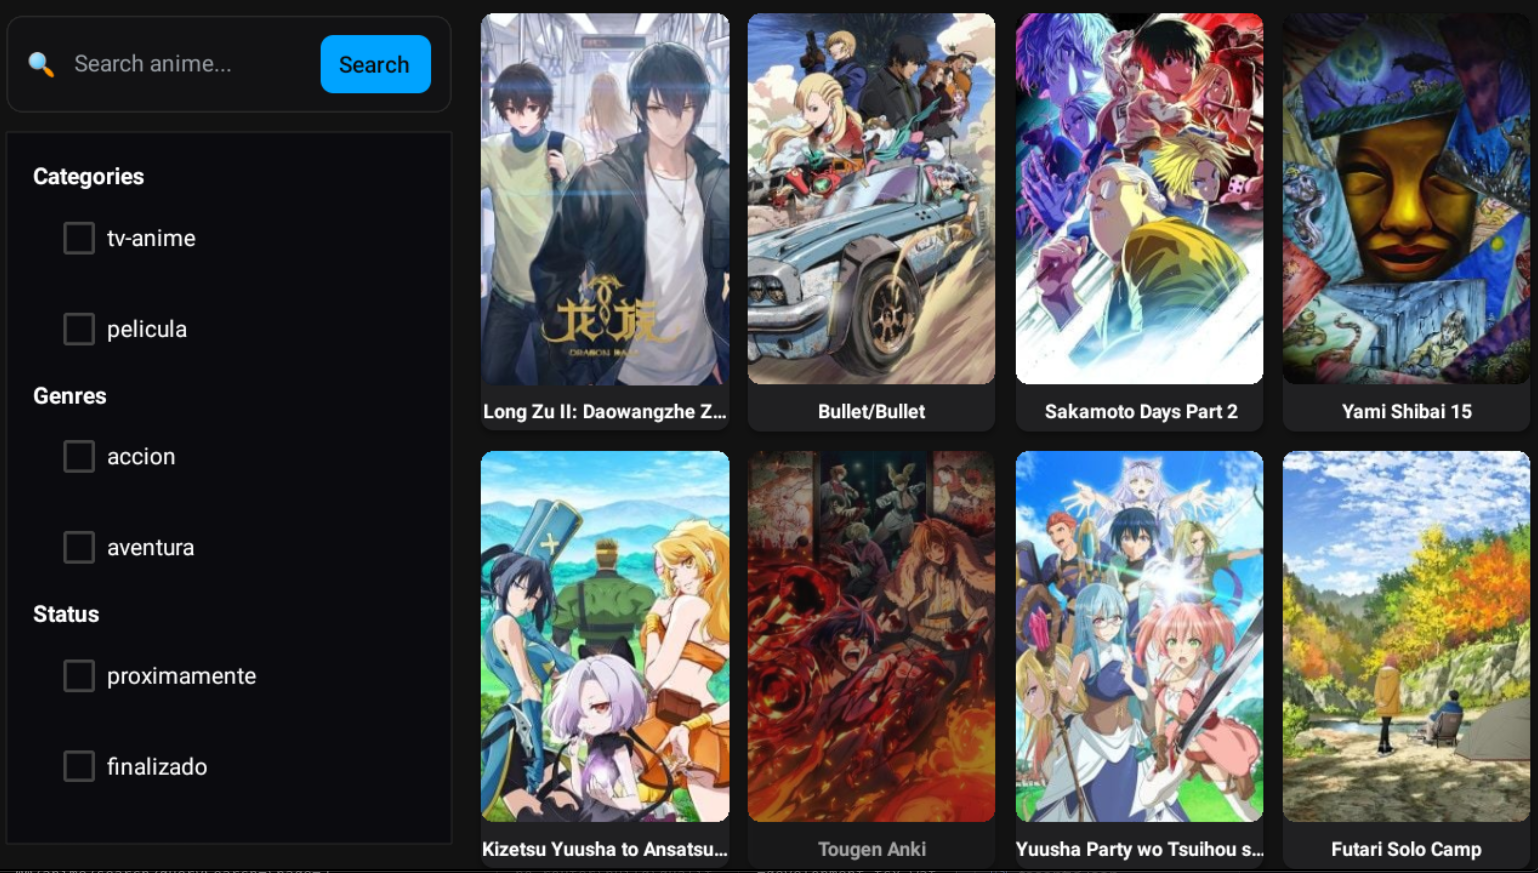 Search anime...
Search
Categories
tv-anime
pelicula
Genres
accion
aventura
Status
proximamente
finalizado
龙族
Long Zu II: Daowangzhe Z...
Bullet/Bullet
Sakamoto Days Part 2
Yami Shibai 15
Kizetsu Yuusha to Ansatsu...
Tougen Anki
Yuusha Party wo Tsuihou s...
Futari Solo Camp